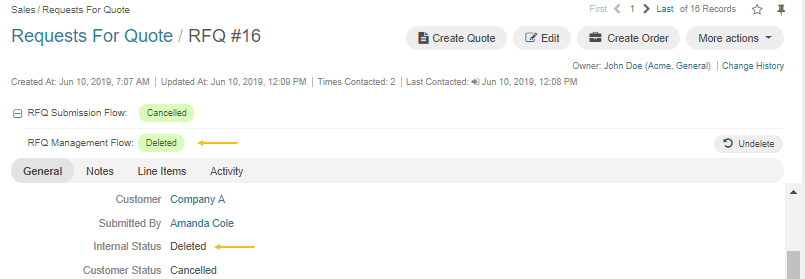 Sales / Requests For Quote First 1 Last of 16 Records
Requests For Quote / RFQ #16 Create Quote Edit Create Order More actions
Owner: John Doe (Acme, General) | Change History
Created At: Jun 10, 2019, 7:07 AM | Updated At: Jun 10, 2019, 12:09 PM | Times Contacted: 2 | Last Contacted: Jun 10, 2019, 12:08 PM
RFQ Submission Flow: Cancelled
RFQ Management Flow: Deleted Undelete
General Notes Line Items Activity
Customer Company A
Submitted By Amanda Cole
Internal Status Deleted
Customer Status Cancelled